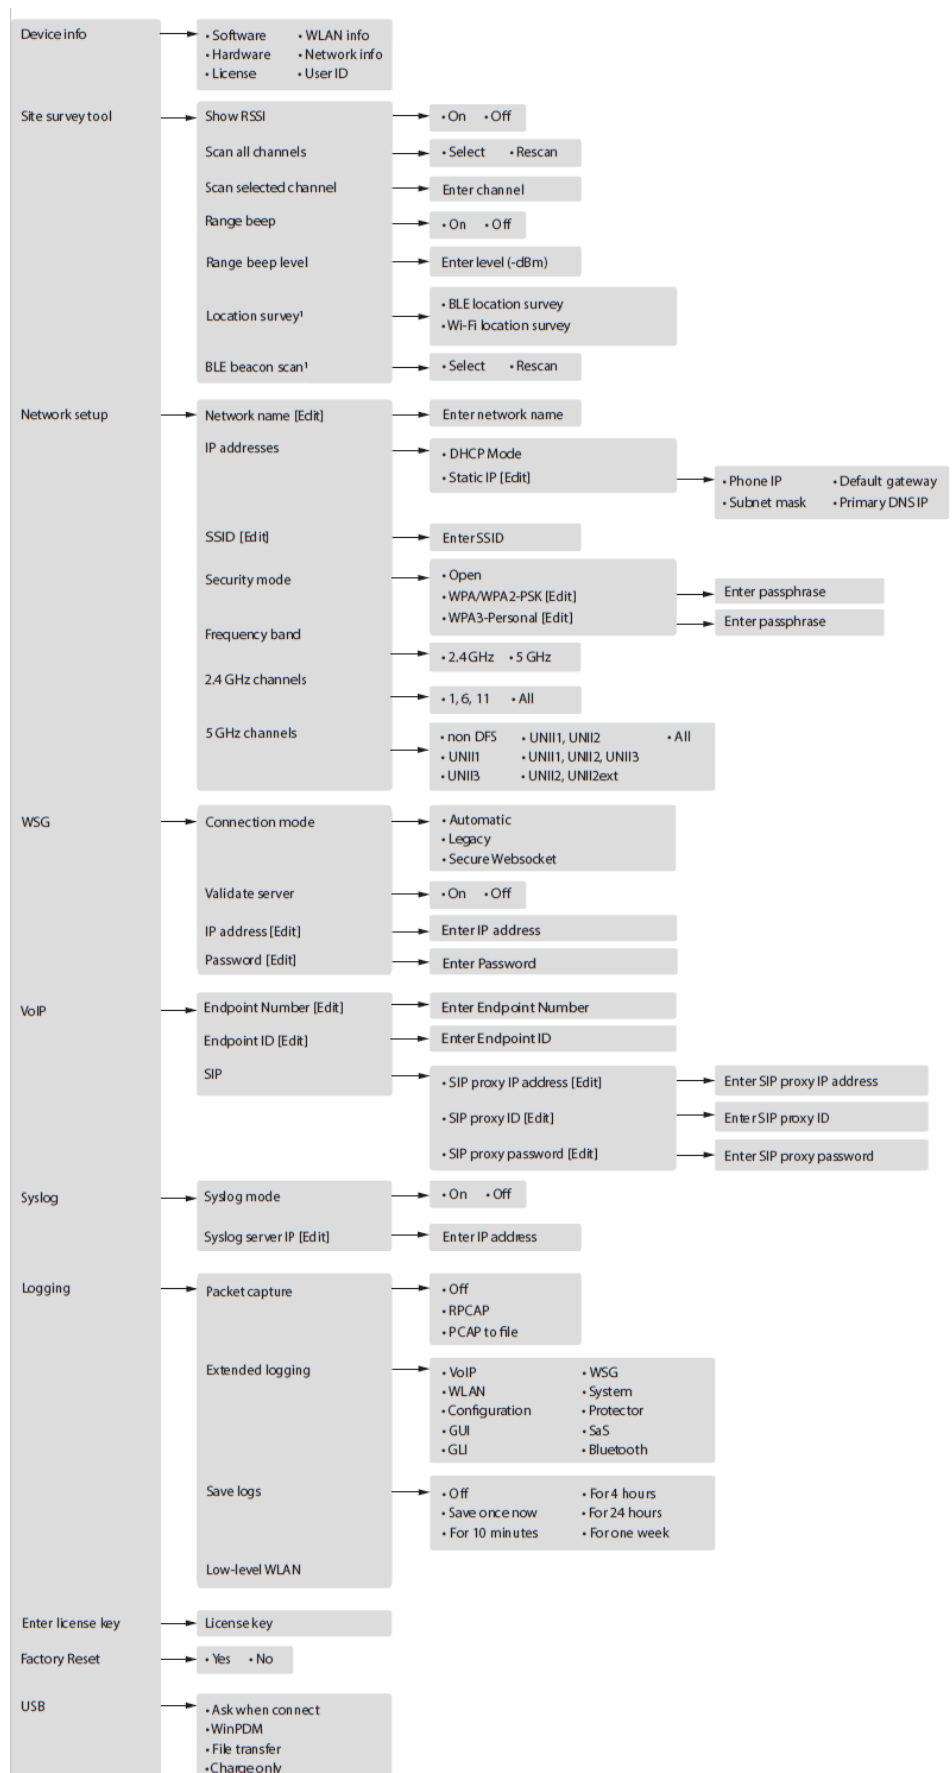 Device info
• Software • WLAN info
• Hardware • Network info
• License • User ID
Site survey tool
Show RSSI
• On • Off
Scan all channels
• Select • Rescan
Scan selected channel
Enter channel
Range beep
• On • Off
Range beep level
Enter level (-dBm)
Location survey¹
• BLE location survey
• Wi-Fi location survey
BLE beacon scan¹
• Select • Rescan
Network setup
Network name [Edit]
Enter network name
IP addresses
• DHCP Mode
• Static IP [Edit]
• Phone IP • Default gateway
• Subnet mask • Primary DNS IP
SSID [Edit]
Enter SSID
Security mode
• Open
• WPA/WPA2-PSK [Edit]
Enter passphrase
• WPA3-Personal [Edit]
Enter passphrase
Frequency band
• 2.4 GHz • 5 GHz
2.4 GHz channels
• 1, 6, 11 • All
5 GHz channels
• non DFS • UNII1, UNII2 • All
• UNII1 • UNII1, UNII2, UNII3
• UNII3 • UNII2, UNII2ext
WSG
Connection mode
• Automatic
• Legacy
• Secure Websocket
Validate server
• On • Off
IP address [Edit]
Enter IP address
Password [Edit]
Enter Password
VoIP
Endpoint Number [Edit]
Enter Endpoint Number
Endpoint ID [Edit]
Enter Endpoint ID
SIP
• SIP proxy IP address [Edit]
Enter SIP proxy IP address
• SIP proxy ID [Edit]
Enter SIP proxy ID
• SIP proxy password [Edit]
Enter SIP proxy password
Syslog
Syslog mode
• On • Off
Syslog server IP [Edit]
Enter IP address
Logging
Packet capture
• Off
• RPCAP
• PCAP to file
Extended logging
• VoIP • WSG
• WLAN • System
• Configuration • Protector
• GUI • SaS
• GLI • Bluetooth
Save logs
• Off • For 4 hours
• Save once now • For 24 hours
• For 10 minutes • For one week
Low-level WLAN
Enter license key
License key
Factory Reset
• Yes • No
USB
• Ask when connect
• WinPDM
• File transfer
• Charge only